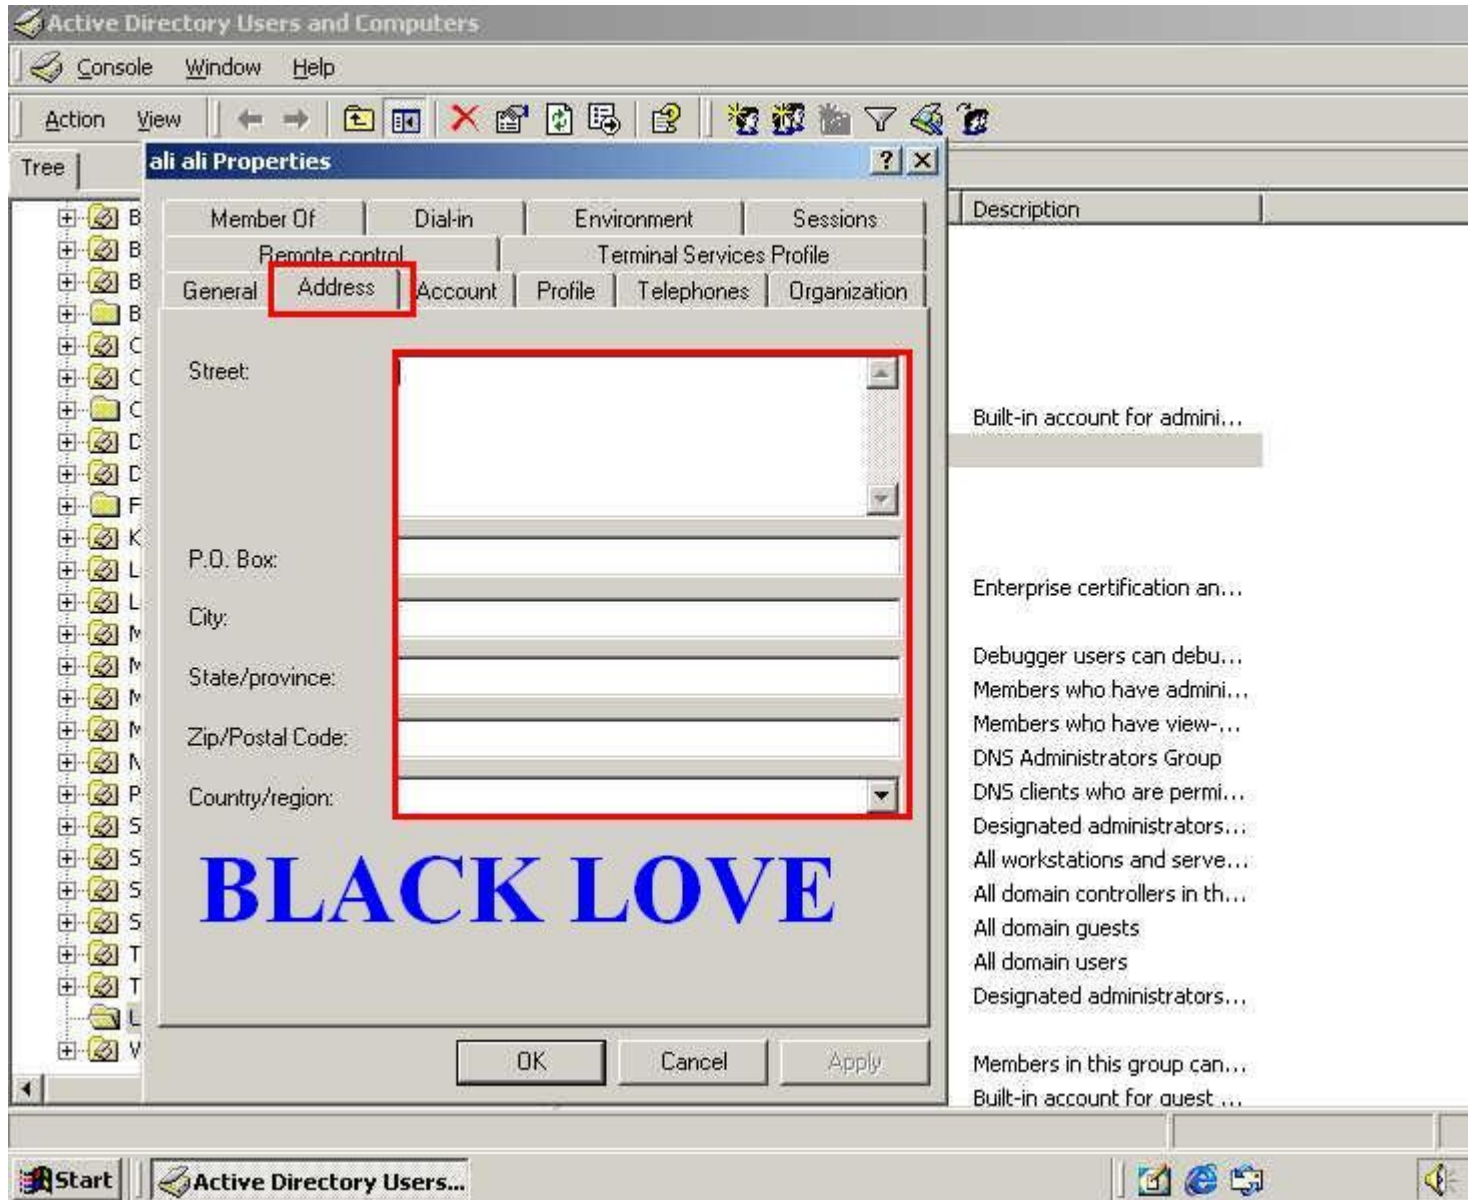 Active Directory Users and Computers
Console Window Help
Action View
Tree
ali ali Properties
Description
Member Of Dial-in Environment Sessions
Remote control Terminal Services Profile
General Address Account Profile Telephones Organization
B
B
B
B
C
C
C
D
D
F
K
L
L
M
M
M
M
N
P
S
S
S
S
T
T
L
V
Street:
P.O. Box:
City:
State/province:
Zip/Postal Code:
Country/region:
BLACK LOVE
OK Cancel Apply
Built-in account for admini...
Enterprise certification an...
Debugger users can debu...
Members who have admini...
Members who have view-...
DNS Administrators Group
DNS clients who are permi...
Designated administrators...
All workstations and serve...
All domain controllers in th...
All domain guests
All domain users
Designated administrators...
Members in this group can...
Built-in account for guest ...
Start Active Directory Users...